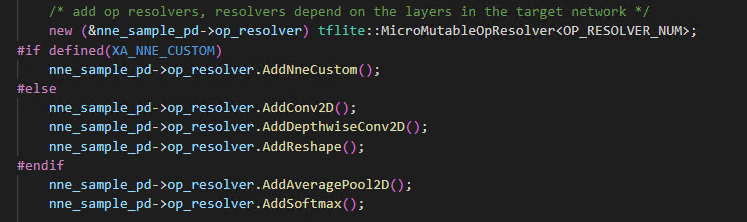 /* add op resolvers, resolvers depend on the layers in the target network */
new (&nne_sample_pd->op_resolver) tflite::MicroMutableOpResolver<OP_RESOLVER_NUM>;
#if defined(XA_NNE_CUSTOM)
nne_sample_pd->op_resolver.AddNneCustom();
#else
nne_sample_pd->op_resolver.AddConv2D();
nne_sample_pd->op_resolver.AddDepthwiseConv2D();
nne_sample_pd->op_resolver.AddReshape();
#endif
nne_sample_pd->op_resolver.AddAveragePool2D();
nne_sample_pd->op_resolver.AddSoftmax();